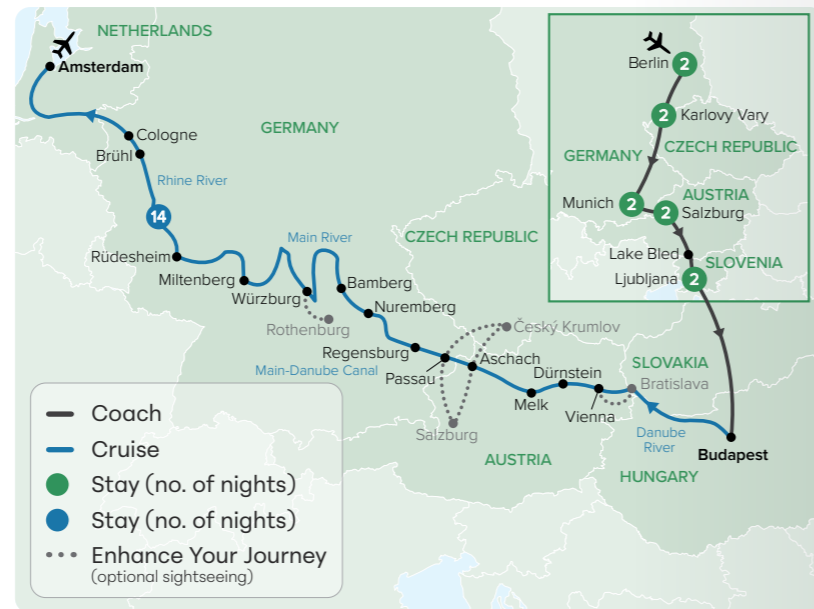 NETHERLANDS
Amsterdam
Cologne
Brühl
GERMANY
Rhine River
14
Rüdesheim
Miltenberg
Main River
Würzburg
Rothenburg
Bamberg
Nuremberg
CZECH REPUBLIC
Regensburg
Main-Danube Canal
Passau
Český Krumlov
Aschach
Salzburg
Dürnstein
Melk
Vienna
SLOVAKIA
Bratislava
Danube
River
Budapest
AUSTRIA
HUNGARY
Berlin
2
2
Karlovy Vary
GERMANY
CZECH REPUBLIC
Munich
2
2
AUSTRIA
Salzburg
Lake Bled
SLOVENIA
Ljubljana
2
Coach
Cruise
Stay (no. of nights)
Stay (no. of nights)
Enhance Your Journey
(optional sightseeing)